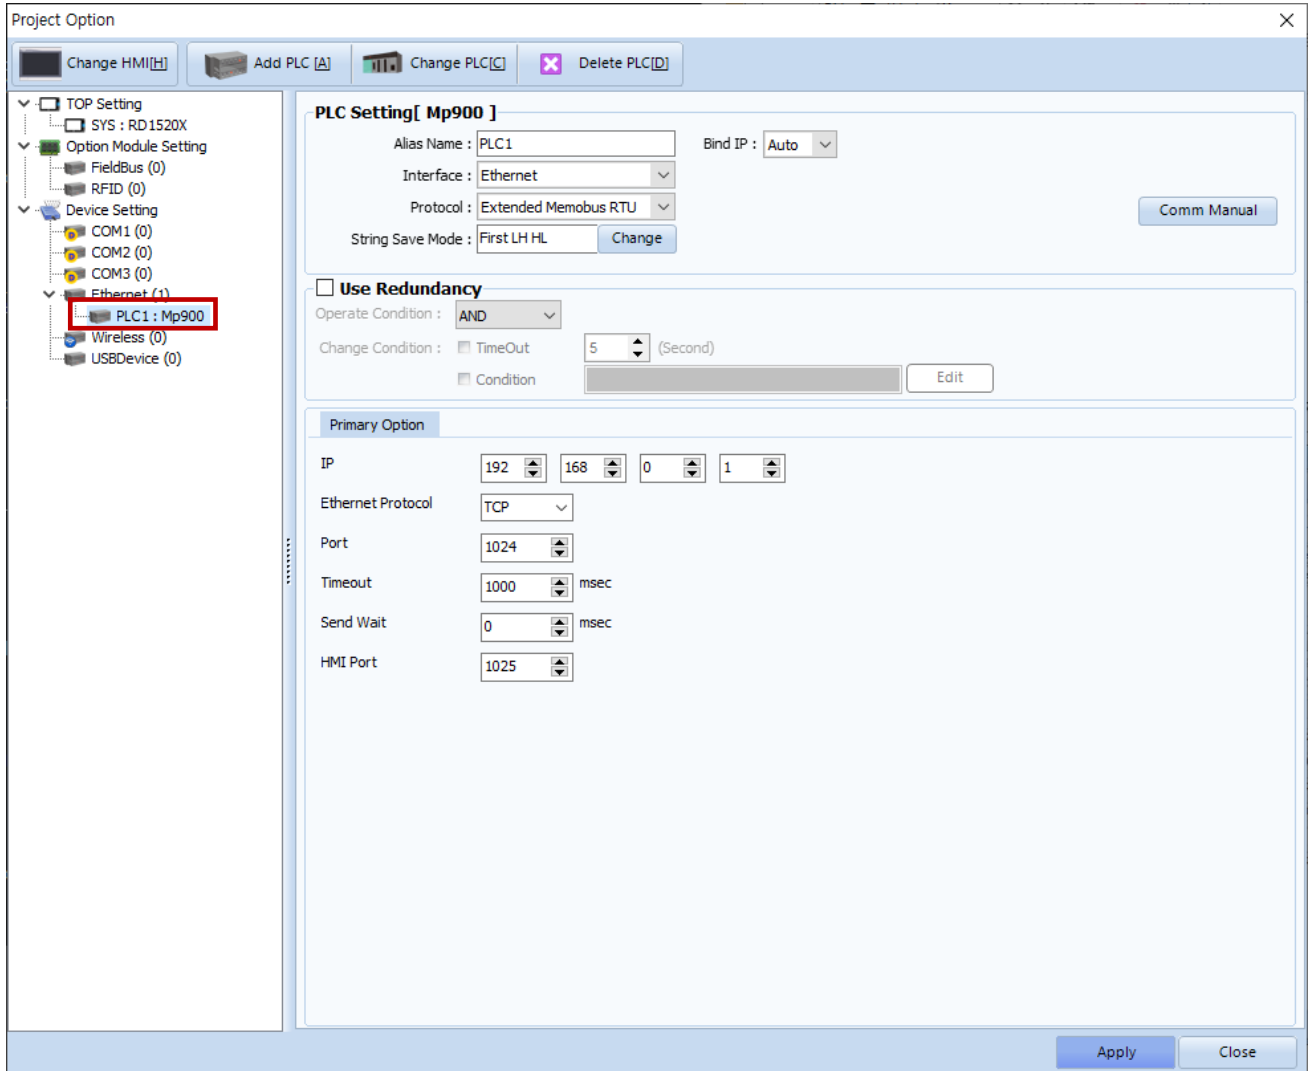 Project Option
Change HMI[H] Add PLC [A] Change PLC[C] Delete PLC[D]
TOP Setting
SYS : RD1520X
Option Module Setting
FieldBus (0)
RFID (0)
Device Setting
COM1 (0)
COM2 (0)
COM3 (0)
Ethernet (1)
PLC1 : Mp900
Wireless (0)
USBDevice (0)
PLC Setting[ Mp900 ]
Alias Name : PLC1 Bind IP : Auto
Interface : Ethernet
Protocol : Extended Memobus RTU Comm Manual
String Save Mode : First LH HL Change
Use Redundancy
Operate Condition : AND
Change Condition : TimeOut 5 (Second)
Condition Edit
Primary Option
IP 192 168 0 1
Ethernet Protocol TCP
Port 1024
Timeout 1000 msec
Send Wait 0 msec
HMI Port 1025
Apply Close